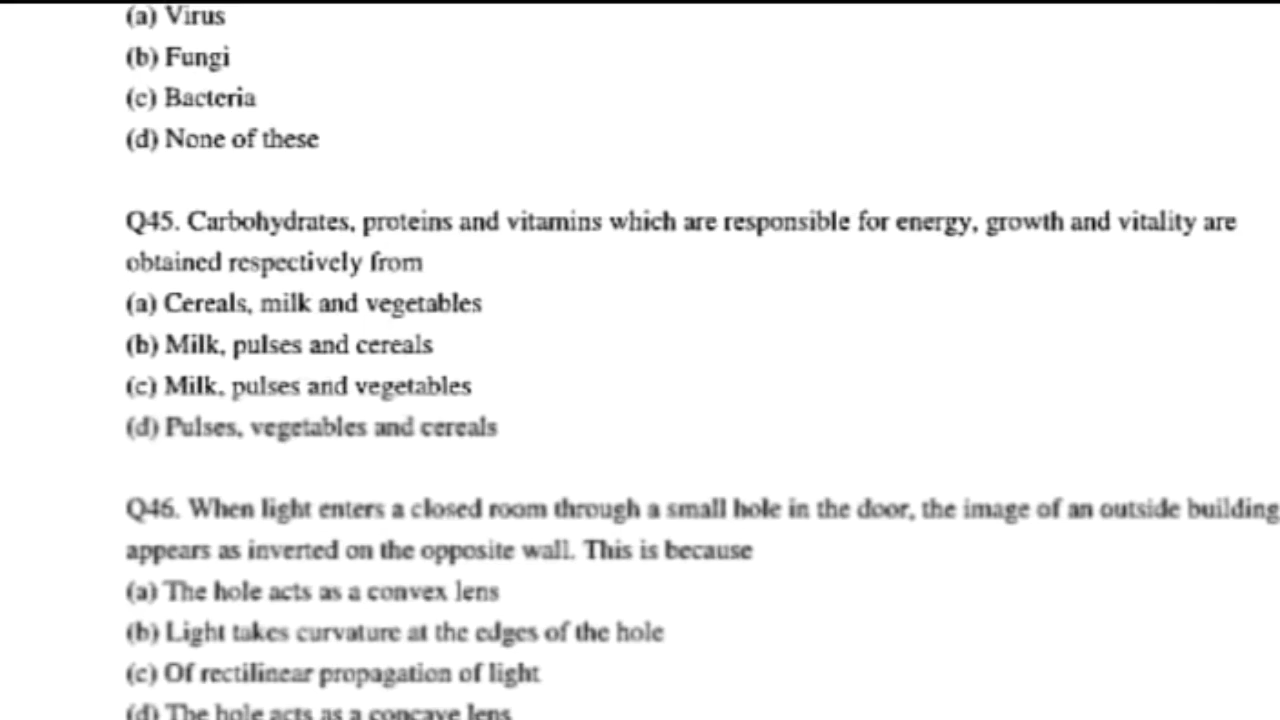 (a) Virus
(b) Fungi
(c) Bacteria
(d) None of these
Q45. Carbohydrates, proteins and vitamins which are responsible for energy, growth and vitality are
obtained respectively from
(a) Cereals, milk and vegetables
(b) Milk, pulses and cereals
(c) Milk, pulses and vegetables
(d) Pulses, vegetables and cereals
Q46. When light enters a closed room through a small hole in the door, the image of an outside building
appears as inverted on the opposite wall. This is because
(a) The hole acts as a convex lens
(b) Light takes curvature at the edges of the hole
(c) Of rectilinear propagation of light
(d) The hole acts as a concave lens